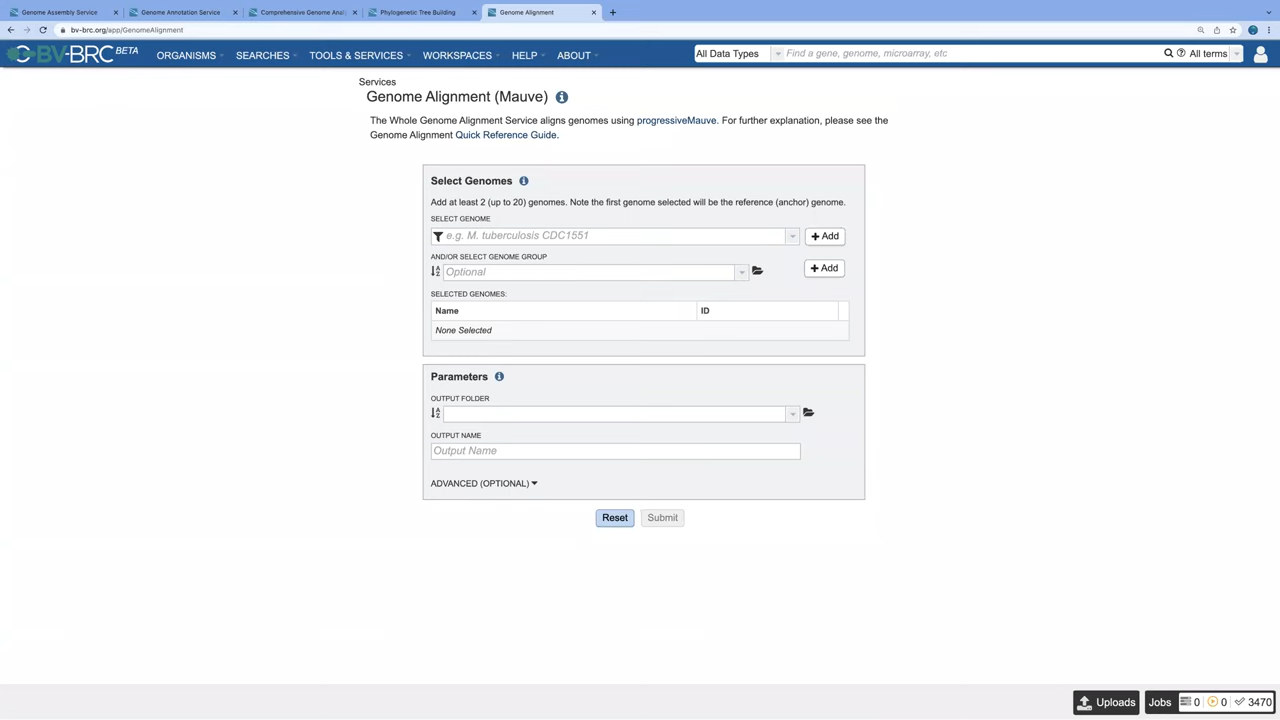 Genome Assembly Service
Genome Annotation Service
Comprehensive Genome Anal
Phylogenetic Tree Building
Genome Alignment
bv-brc.org/app/GenomeAlignment
BV-BRC BETA
ORGANISMS
SEARCHES
TOOLS & SERVICES
WORKSPACES
HELP
ABOUT
All Data Types
Find a gene, genome, microarray, etc
All terms
Services
Genome Alignment (Mauve)
The Whole Genome Alignment Service aligns genomes using progressiveMauve. For further explanation, please see the
Genome Alignment Quick Reference Guide.
Select Genomes
Add at least 2 (up to 20) genomes. Note the first genome selected will be the reference (anchor) genome.
SELECT GENOME
e.g. M. tuberculosis CDC1551
Add
AND/OR SELECT GENOME GROUP
Optional
Add
SELECTED GENOMES:
Name ID
None Selected
Parameters
OUTPUT FOLDER
OUTPUT NAME
Output Name
ADVANCED (OPTIONAL)
Reset Submit
Uploads Jobs 0 0 3470